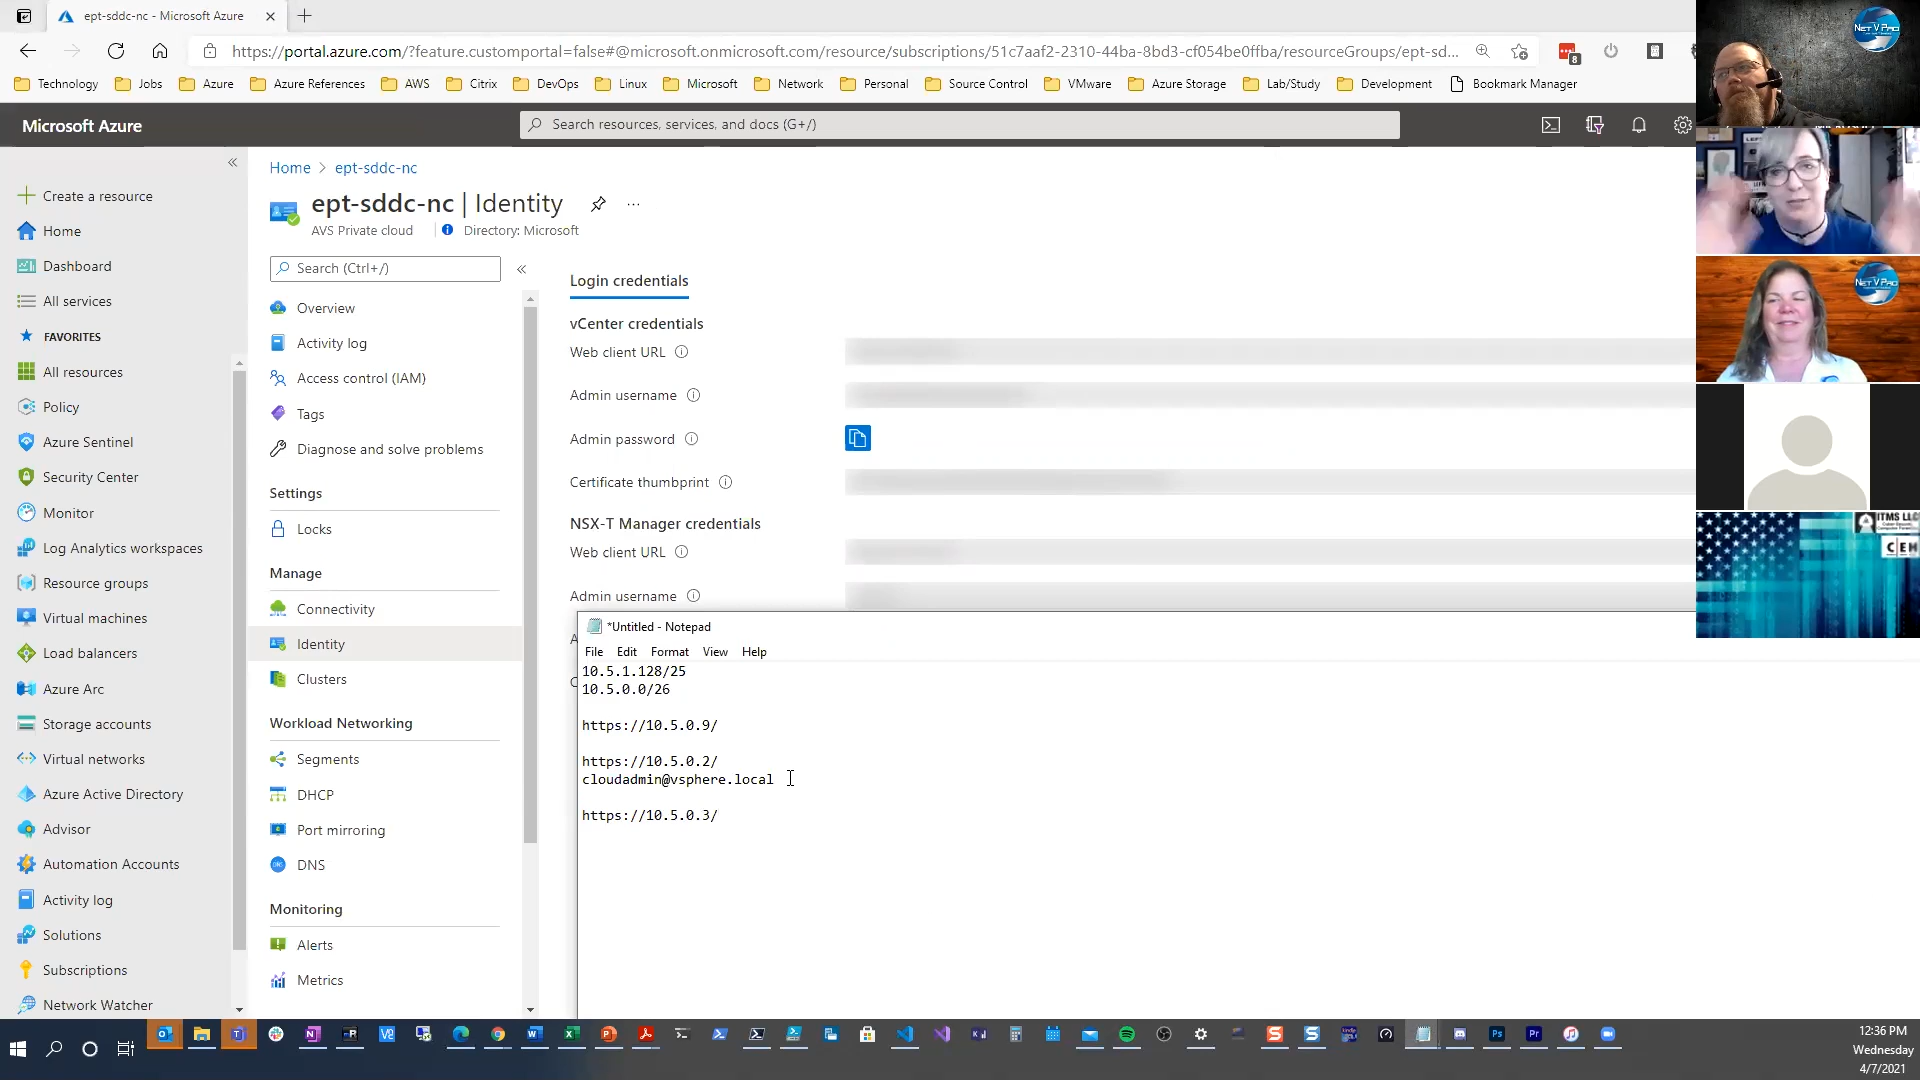 ept-sddc-nc - Microsoft Azure
https://portal.azure.com/?feature.customportal=false#@microsoft.onmicrosoft.com/resource/subscriptions/51c7aaf2-2310-44ba-8bd3-cf054be0ffba/resourceGroups/ept-sd...
8
Technology Jobs Azure Azure References AWS Citrix DevOps Linux Microsoft Network Personal Source Control VMware Azure Storage Lab/Study Development Bookmark Manager
Microsoft Azure
Search resources, services, and docs (G+/)
Create a resource
Home
Dashboard
All services
FAVORITES
All resources
Policy
Azure Sentinel
Security Center
Monitor
Log Analytics workspaces
Resource groups
Virtual machines
Load balancers
Azure Arc
Storage accounts
Virtual networks
Azure Active Directory
Advisor
Automation Accounts
Activity log
Solutions
Subscriptions
Network Watcher
Home > ept-sddc-nc
ept-sddc-nc | Identity
AVS Private cloud
Directory: Microsoft
Search (Ctrl+/)
Overview
Activity log
Access control (IAM)
Tags
Diagnose and solve problems
Settings
Locks
Manage
Connectivity
Identity
Clusters
Workload Networking
Segments
DHCP
Port mirroring
DNS
Monitoring
Alerts
Metrics
Login credentials
vCenter credentials
Web client URL
Admin username
Admin password
Certificate thumbprint
NSX-T Manager credentials
Web client URL
Admin username
*Untitled - Notepad
File Edit Format View Help
10.5.1.128/25
10.5.0.0/26
https://10.5.0.9/
https://10.5.0.2/
cloudadmin@vsphere.local
https://10.5.0.3/
NET V PRO
NET V PRO
ITMS LLC
C|EH
12:36 PM
Wednesday
4/7/2021